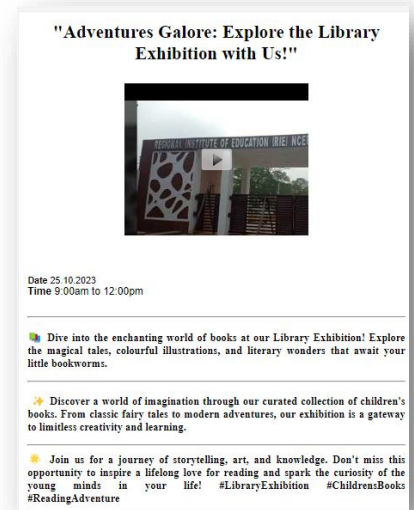 "Adventures Galore: Explore the Library
Exhibition with Us!"
REGIONAL INSTITUTE OF EDUCATION (RIE) NCE
Date 25.10.2023
Time 9:00am to 12:00pm
📚 Dive into the enchanting world of books at our Library Exhibition! Explore
the magical tales, colourful illustrations, and literary wonders that await your
little bookworms.
✨ Discover a world of imagination through our curated collection of children's
books. From classic fairy tales to modern adventures, our exhibition is a gateway
to limitless creativity and learning.
🌟 Join us for a journey of storytelling, art, and knowledge. Don't miss this
opportunity to inspire a lifelong love for reading and spark the curiosity of the
young minds in your life! #LibraryExhibition #ChildrensBooks
#ReadingAdventure